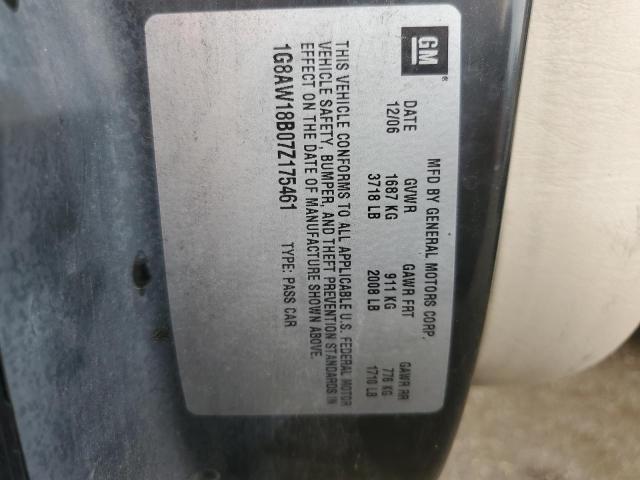 GM
MFD BY GENERAL MOTORS CORP.
DATE GVWR GAWR FRT GAWR RR
12/06 1687 KG 911 KG 776 KG
3718 LB 2008 LB 1710 LB
THIS VEHICLE CONFORMS TO ALL APPLICABLE U.S. FEDERAL MOTOR
VEHICLE SAFETY, BUMPER, AND THEFT PREVENTION STANDARDS IN
EFFECT ON THE DATE OF MANUFACTURE SHOWN ABOVE.
1G8AW18B07Z175461 TYPE: PASS CAR